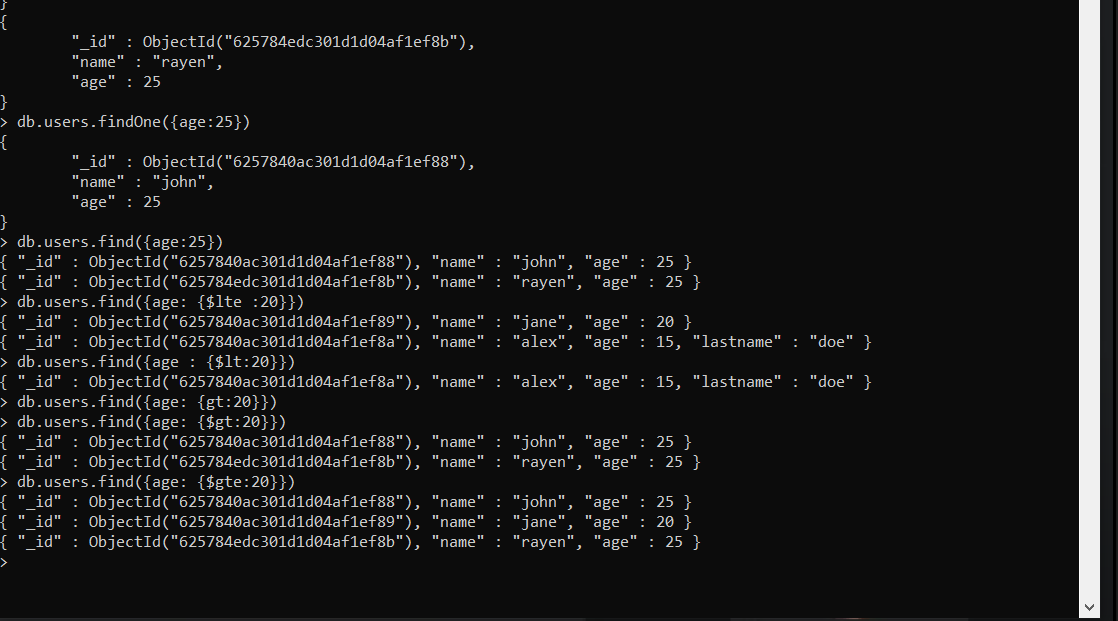 }
{
        "_id" : ObjectId("625784edc301d1d04af1ef8b"),
        "name" : "rayen",
        "age" : 25
}
> db.users.findOne({age:25})
{
        "_id" : ObjectId("6257840ac301d1d04af1ef88"),
        "name" : "john",
        "age" : 25
}
> db.users.find({age:25})
{ "_id" : ObjectId("6257840ac301d1d04af1ef88"), "name" : "john", "age" : 25 }
{ "_id" : ObjectId("625784edc301d1d04af1ef8b"), "name" : "rayen", "age" : 25 }
> db.users.find({age: {$lte :20}})
{ "_id" : ObjectId("6257840ac301d1d04af1ef89"), "name" : "jane", "age" : 20 }
{ "_id" : ObjectId("6257840ac301d1d04af1ef8a"), "name" : "alex", "age" : 15, "lastname" : "doe" }
> db.users.find({age : {$lt:20}})
{ "_id" : ObjectId("6257840ac301d1d04af1ef8a"), "name" : "alex", "age" : 15, "lastname" : "doe" }
> db.users.find({age: {gt:20}})
> db.users.find({age: {$gt:20}})
{ "_id" : ObjectId("6257840ac301d1d04af1ef88"), "name" : "john", "age" : 25 }
{ "_id" : ObjectId("625784edc301d1d04af1ef8b"), "name" : "rayen", "age" : 25 }
> db.users.find({age: {$gte:20}})
{ "_id" : ObjectId("6257840ac301d1d04af1ef88"), "name" : "john", "age" : 25 }
{ "_id" : ObjectId("6257840ac301d1d04af1ef89"), "name" : "jane", "age" : 20 }
{ "_id" : ObjectId("625784edc301d1d04af1ef8b"), "name" : "rayen", "age" : 25 }
>